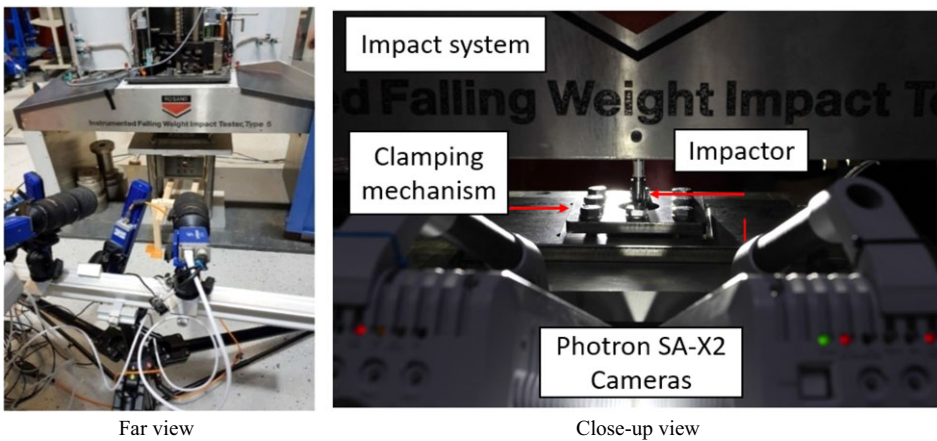 ROSAND
Instrumented Falling Weight Impact Tester, Type 5
Impact system
Falling Weight Impact
Clamping
mechanism
Impactor
Photron SA-X2
Cameras
Far view
Close-up view